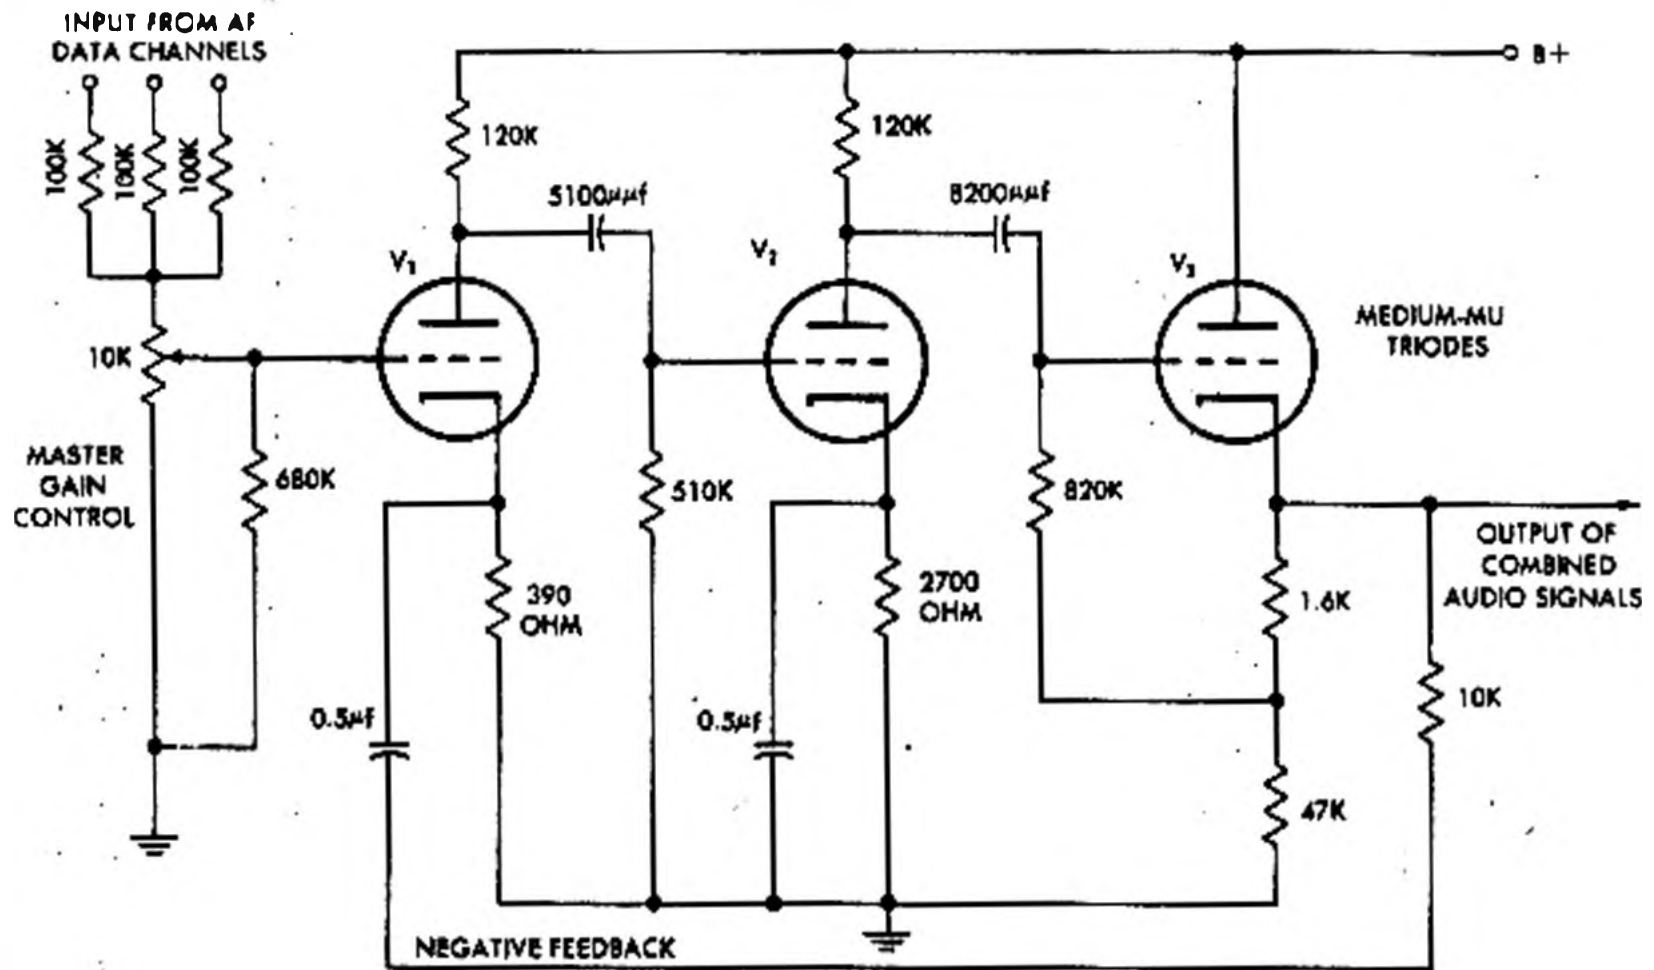 INPUT FROM AF
DATA CHANNELS
B+
100K
100K
100K
120K
120K
5100μμf
8200μμf
V₁
V₂
V₃
MEDIUM-MU
TRIODES
10K
MASTER
GAIN
CONTROL
680K
510K
820K
390
OHM
2700
OHM
1.6K
OUTPUT OF
COMBINED
AUDIO SIGNALS
0.5μf
0.5μf
10K
47K
NEGATIVE FEEDBACK